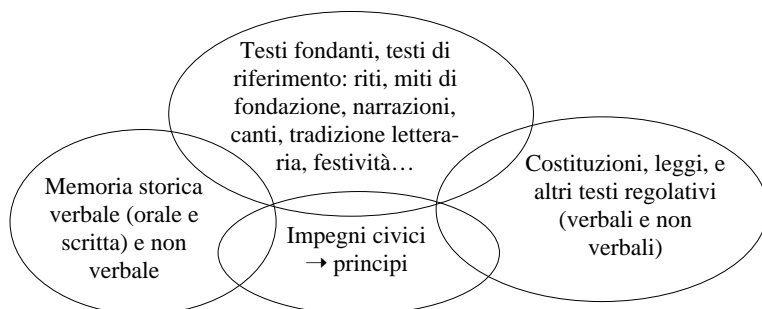 Testi fondanti, testi di
riferimento: riti, miti di
fondazione, narrazioni,
canti, tradizione lettera-
ria, festività…
Memoria storica
verbale (orale e
scritta) e non
verbale
Impegni civici
→ principi
Costituzioni, leggi, e
altri testi regolativi
(verbali e non
verbali)